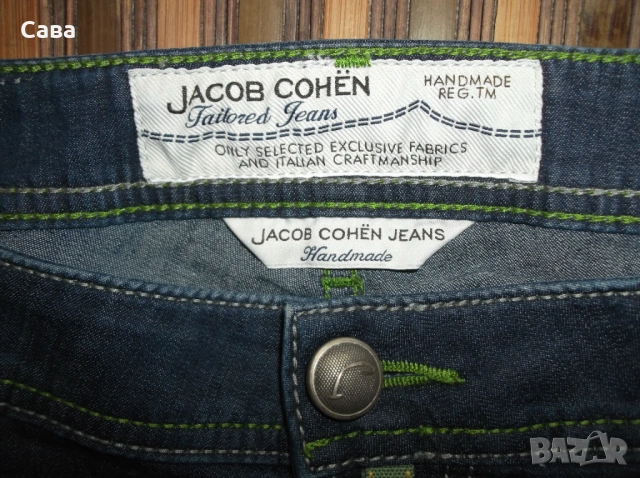 Caba
JACOB COHËN
Tailored Jeans
HANDMADE
REG.TM
ONLY SELECTED EXCLUSIVE FABRICS
AND ITALIAN CRAFTMANSHIP
JACOB COHËN JEANS
Handmade
BAZAR